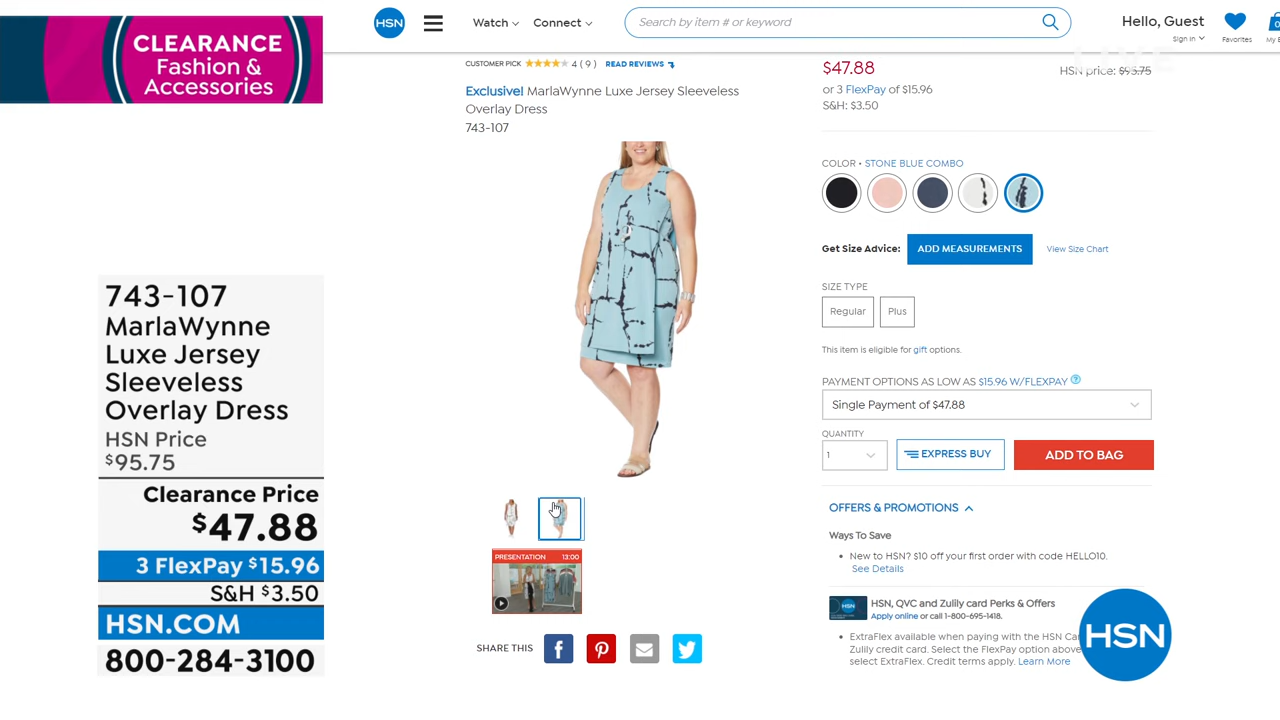 CLEARANCE
Fashion &
Accessories
HSN
Watch
Connect
Search by item # or keyword
Hello, Guest
Sign In
Favorites
0
CUSTOMER PICK 4 ( 9 ) READ REVIEWS
Exclusive! MarlaWynne Luxe Jersey Sleeveless
Overlay Dress
743-107
$47.88
or 3 FlexPay of $15.96
S&H: $3.50
LIVE
COLOR • STONE BLUE COMBO
Get Size Advice: ADD MEASUREMENTS View Size Chart
SIZE TYPE
Regular Plus
This item is eligible for gift options.
PAYMENT OPTIONS AS LOW AS $15.96 W/FLEXPAY ?
Single Payment of $47.88
QUANTITY
1
EXPRESS BUY
ADD TO BAG
OFFERS & PROMOTIONS
Ways To Save
• New to HSN? $10 off your first order with code HELLO10.
See Details
HSN, QVC and Zulily card Perks & Offers
Apply online or call 1-800-695-1418.
• ExtraFlex available when paying with the HSN
Zulily credit card. Select the FlexPay option above
select ExtraFlex. Credit terms apply. Learn More
HSN
PRESENTATION 13:00
SHARE THIS
743-107
MarlaWynne
Luxe Jersey
Sleeveless
Overlay Dress
HSN Price
$95.75
Clearance Price
$47.88
3 FlexPay $15.96
S&H $3.50
HSN.COM
800-284-3100